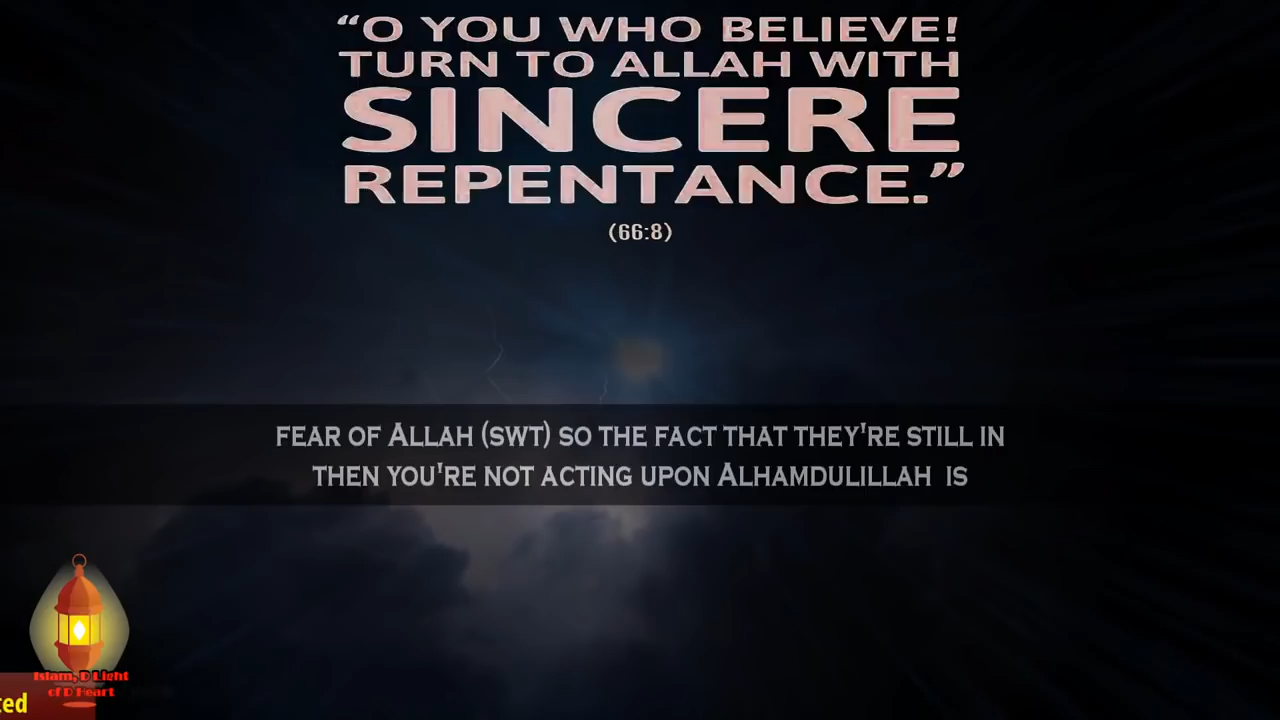 “O YOU WHO BELIEVE!
TURN TO ALLAH WITH
SINCERE
REPENTANCE.”
(66:8)
FEAR OF ALLAH (SWT) SO THE FACT THAT THEY'RE STILL IN
THEN YOU'RE NOT ACTING UPON ALHAMDULILLAH IS
Islam, D Light
of D Heart
ted